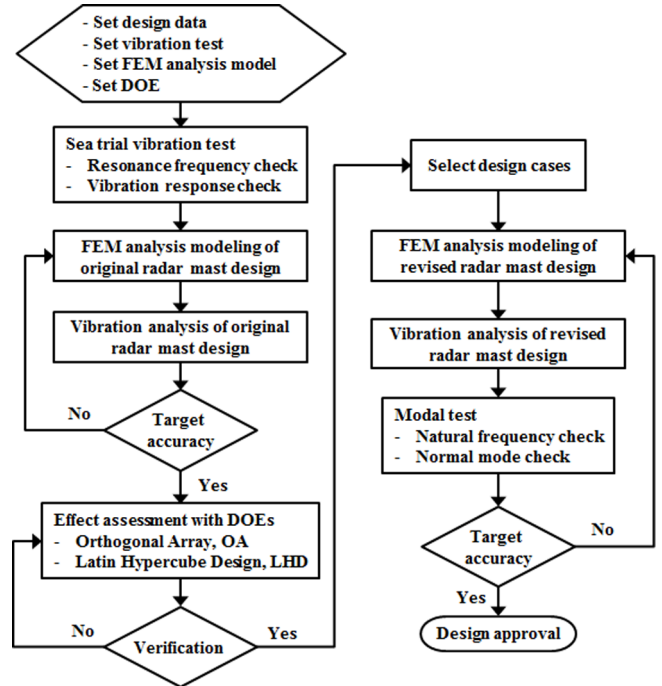 - Set design data
- Set vibration test
- Set FEM analysis model
- Set DOE
Sea trial vibration test
- Resonance frequency check
- Vibration response check
FEM analysis modeling of
original radar mast design
Vibration analysis of original
radar mast design
No
Target
accuracy
Yes
Effect assessment with DOEs
- Orthogonal Array, OA
- Latin Hypercube Design, LHD
No
Verification
Yes
Select design cases
FEM analysis modeling of
revised radar mast design
Vibration analysis of revised
radar mast design
Modal test
- Natural frequency check
- Normal mode check
Target
accuracy
No
Yes
Design approval